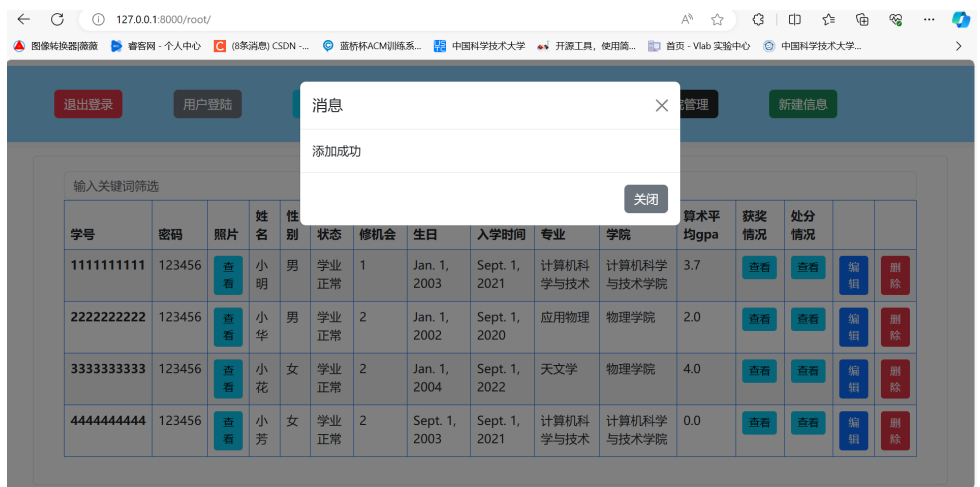 127.0.0.1:8000/root/
图像转换器|薇薇 睿客网 - 个人中心 (8条消息) CSDN -... 蓝桥杯ACM训练系... 中国科学技术大学 开源工具，使用简... 首页 - Vlab 实验中心 中国科学技术大学...
退出登录 用户登陆 管理 新建信息
消息
添加成功
关闭
输入关键词筛选
学号 密码 照片 姓名 性别 状态 修机会 生日 入学时间 专业 学院 算术平均gpa 获奖情况 处分情况
1111111111 123456 查看 小明 男 学业正常 1 Jan. 1, 2003 Sept. 1, 2021 计算机科学与技术 计算机科学与技术学院 3.7 查看 查看 编辑 删除
2222222222 123456 查看 小华 男 学业正常 2 Jan. 1, 2002 Sept. 1, 2020 应用物理 物理学院 2.0 查看 查看 编辑 删除
3333333333 123456 查看 小花 女 学业正常 2 Jan. 1, 2004 Sept. 1, 2022 天文学 物理学院 4.0 查看 查看 编辑 删除
4444444444 123456 查看 小芳 女 学业正常 2 Sept. 1, 2003 Sept. 1, 2021 计算机科学与技术 计算机科学与技术学院 0.0 查看 查看 编辑 删除